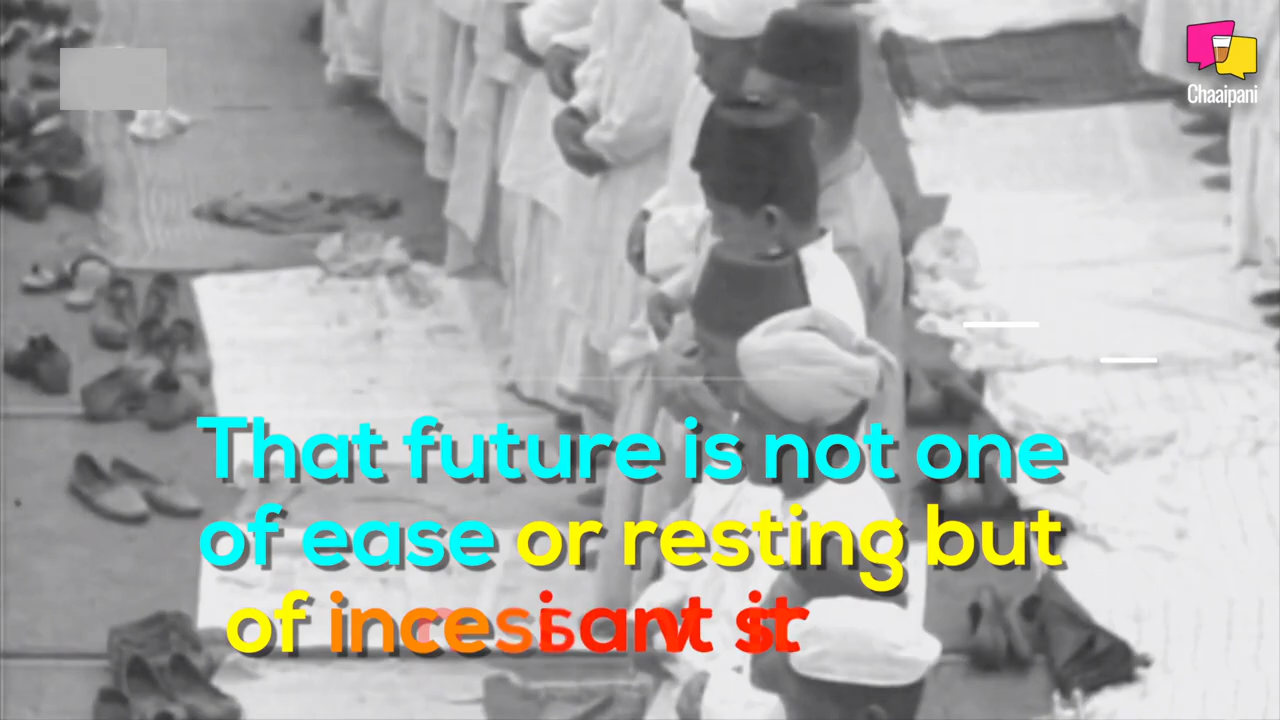 Chaaipani
That future is not one
of ease or resting but
of